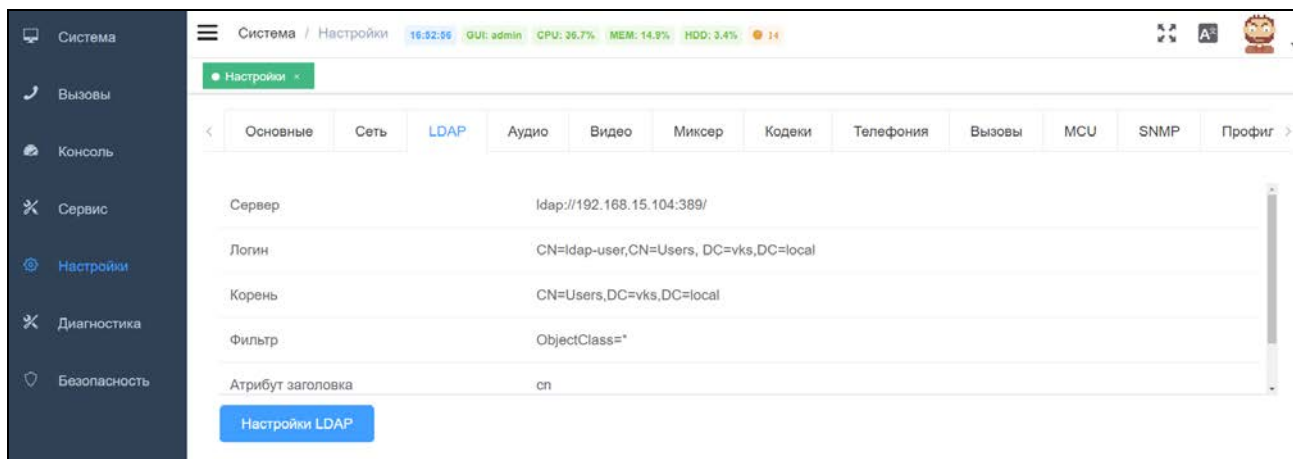 Система
Вызовы
Консоль
Сервис
Настройки
Диагностика
Безопасность
Система / Настройки 16:52:56 GUI: admin CPU: 36.7% MEM: 14.9% HDD: 3.4% 14
Настройки ×
Основные Сеть LDAP Аудио Видео Миксер Кодеки Телефония Вызовы MCU SNMP Профил
Сервер ldap://192.168.15.104:389/
Логин CN=ldap-user,CN=Users, DC=vks,DC=local
Корень CN=Users,DC=vks,DC=local
Фильтр ObjectClass=*
Атрибут заголовка cn
Настройки LDAP